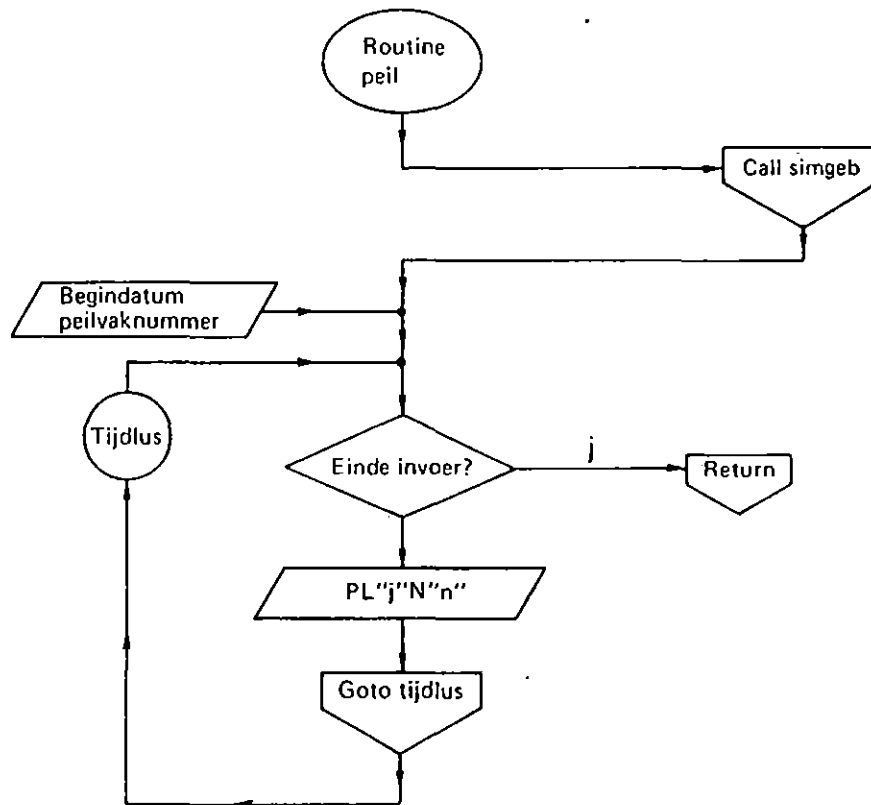 Routine
peil
Call simgeb
Begindatum
peilvaknummer
Tijdlus
Einde invoer?
j
Return
PL"j"N"n"
Goto tijdlus